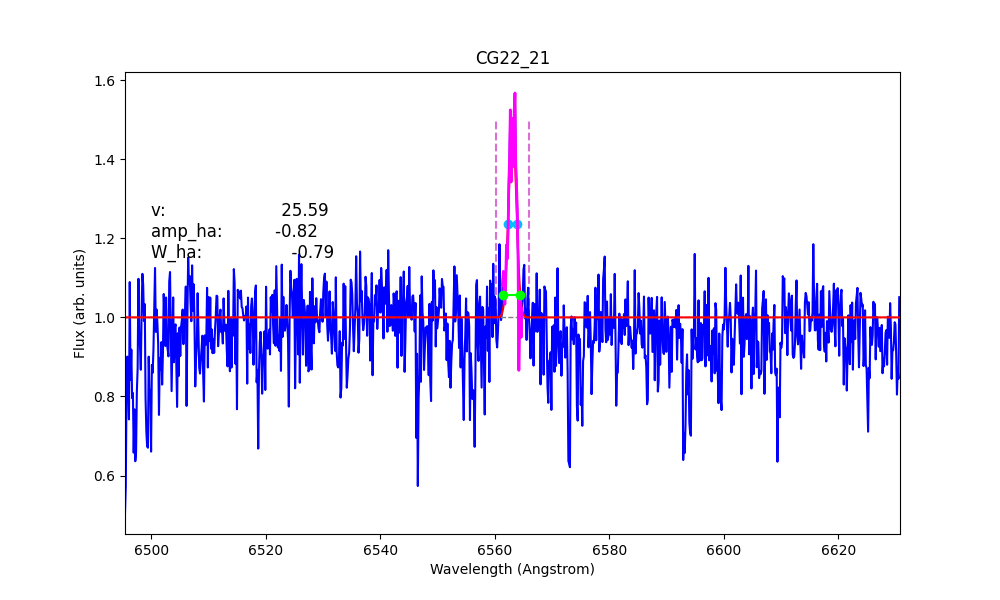 CG22_21
1.6
1.4
1.2
1.0
0.8
0.6
Flux (arb. units)
v: 25.59
amp_ha: -0.82
W_ha: -0.79
6500 6520 6540 6560 6580 6600 6620
Wavelength (Angstrom)